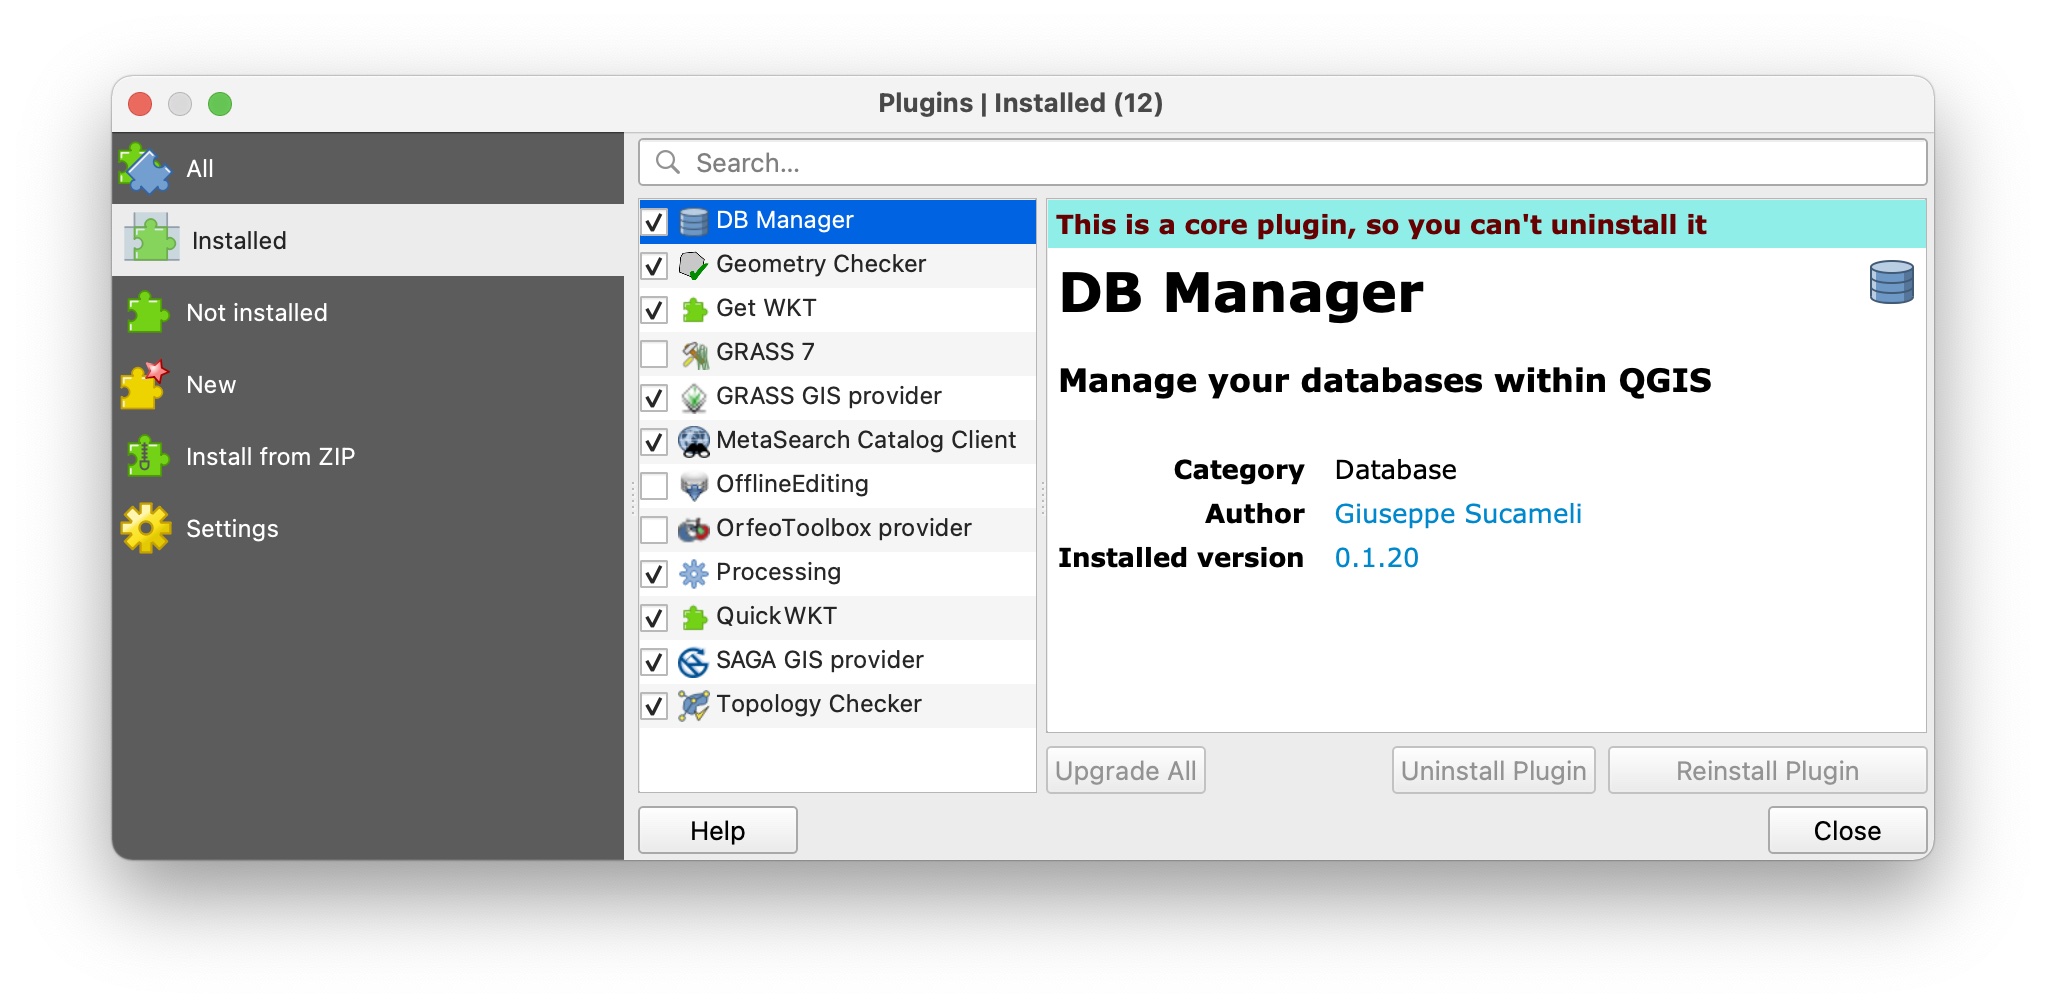 Plugins | Installed (12)
All
Installed
Not installed
New
Install from ZIP
Settings
Search...
DB Manager
Geometry Checker
Get WKT
GRASS 7
GRASS GIS provider
MetaSearch Catalog Client
OfflineEditing
OrfeoToolbox provider
Processing
QuickWKT
SAGA GIS provider
Topology Checker
This is a core plugin, so you can't uninstall it
DB Manager
Manage your databases within QGIS
Category Database
Author Giuseppe Sucameli
Installed version 0.1.20
Upgrade All Uninstall Plugin Reinstall Plugin
Help Close